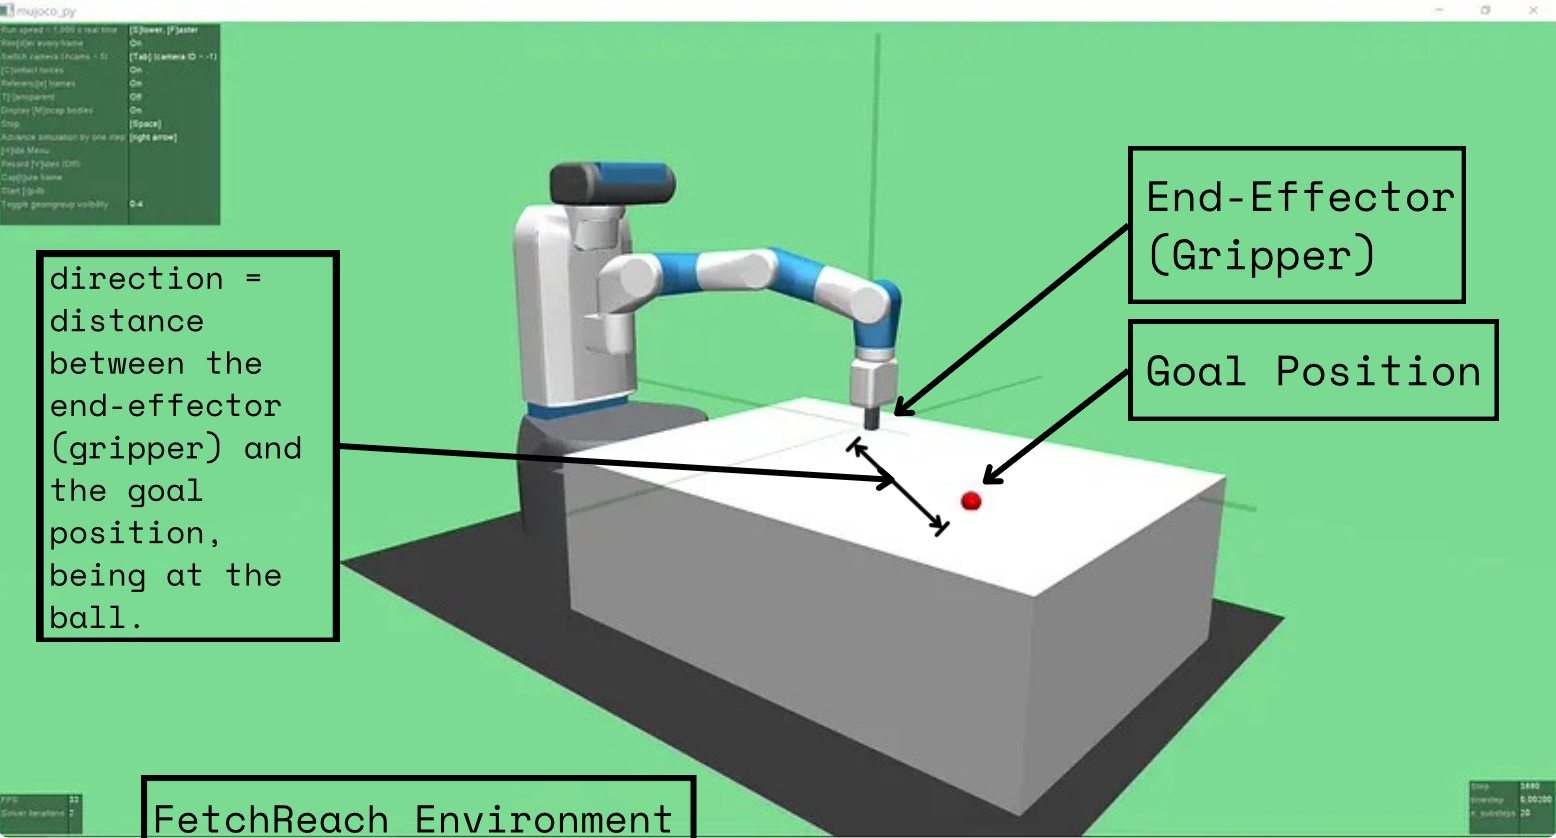 mujoco_py
Run speed = 1.000 x real time [S]lower, [F]aster
Ren[d]er every frame On
Switch camera (#cams = 5) [Tab] (camera ID = -1)
[C]ontact forces On
Referenc[e] frames On
T[r]ansparent Off
Display [M]ocap bodies On
Stop [Space]
Advance simulation by one step [right arrow]
[H]ide Menu
Record [V]ideo (Off)
Cap[t]ure frame
Start [i]pdb
Toggle geomgroup visibility 0-4
End-Effector
(Gripper)
direction =
distance
between the
end-effector
(gripper) and
the goal
position,
being at the
ball.
Goal Position
FetchReach Environment
FPS
Solver iterations 2
Step
timestep 0.00200
n_substeps 20